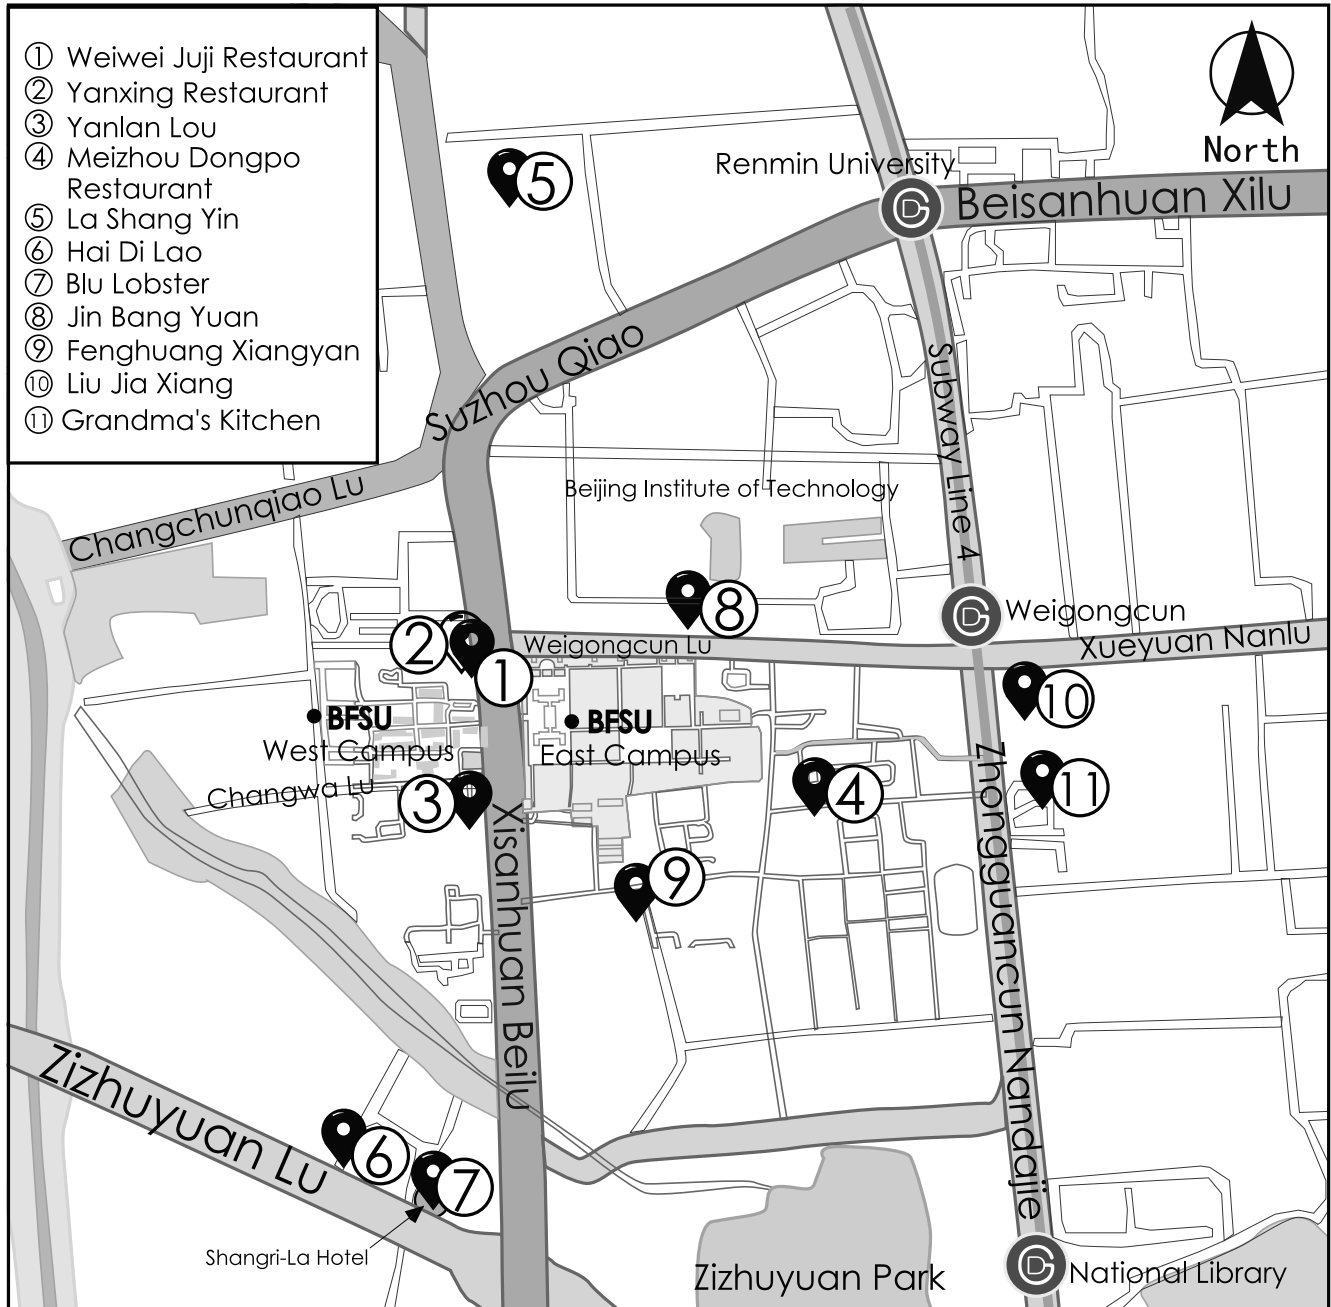 ① Weiwei Juji Restaurant
② Yanxing Restaurant
③ Yanlan Lou
④ Meizhou Dongpo
Restaurant
⑤ La Shang Yin
⑥ Hai Di Lao
⑦ Blu Lobster
⑧ Jin Bang Yuan
⑨ Fenghuang Xiangyan
⑩ Liu Jia Xiang
⑪ Grandma's Kitchen
North
Renmin University
5
Beisanhuan Xilu
Suzhou Qiao
Subway Line 4
Changchunqiao Lu
Beijing Institute of Technology
8
Weigongcun
2
Weigongcun Lu
Xueyuan Nanlu
1
10
BFSU
West Campus
BFSU
East Campus
Changwa Lu
3
4
11
Xisanhuan Beilu
Zhongguancun Nandajie
9
Zizhuyuan Lu
6
7
Shangri-La Hotel
Zizhuyuan Park
National Library